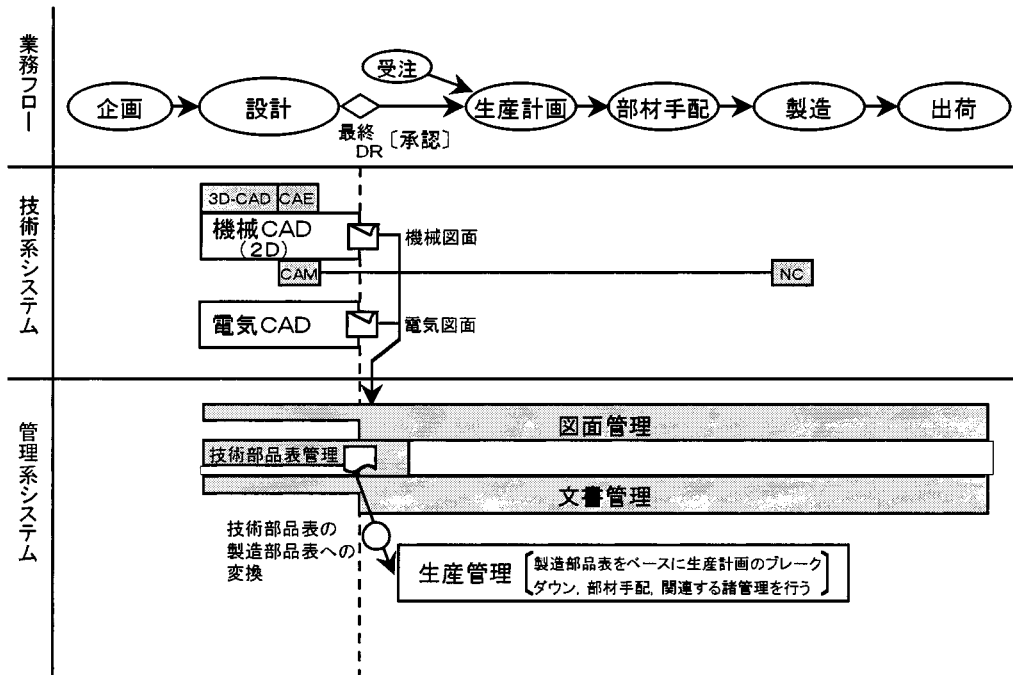 業務フロー
企画
設計
受注
生産計画
部材手配
製造
出荷
最終
DR
〔承認〕
技術系システム
3D-CAD
CAE
機械CAD
(2D)
機械図面
CAM
NC
電気CAD
電気図面
管理系システム
図面管理
技術部品表管理
文書管理
技術部品表の
製造部品表への
変換
生産管理
製造部品表をベースに生産計画のブレーク
ダウン, 部材手配, 関連する諸管理を行う